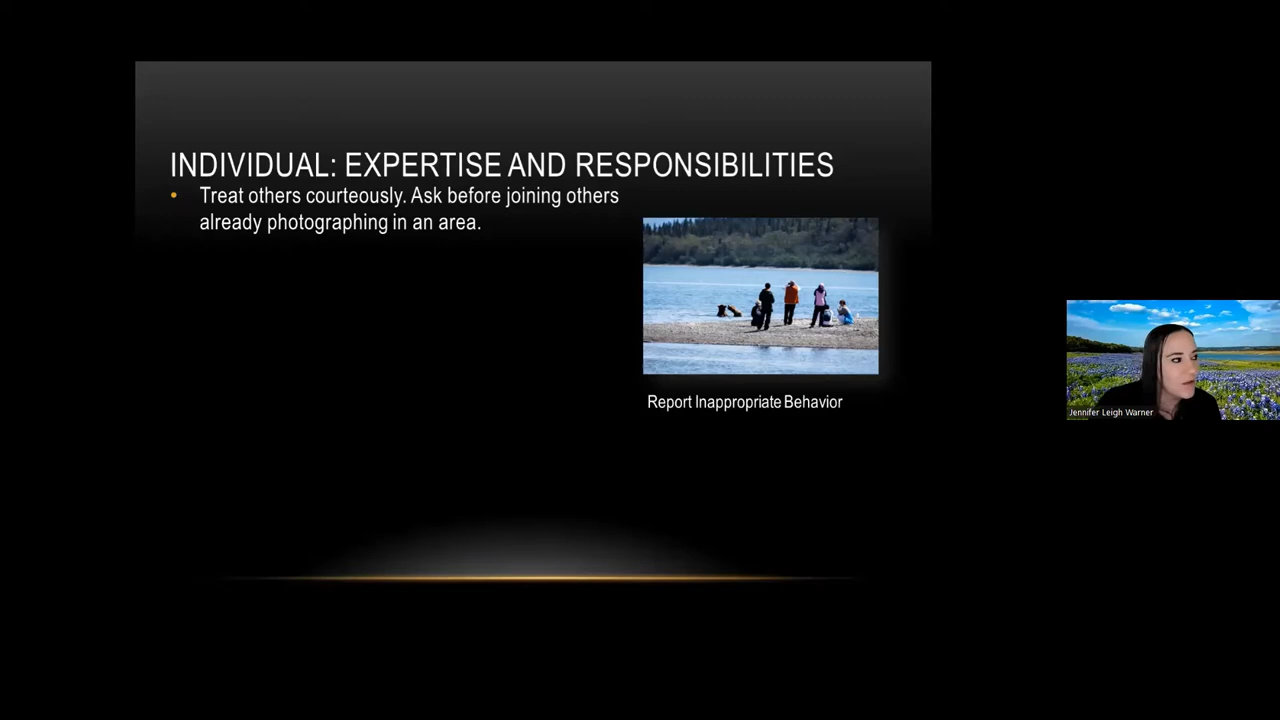 INDIVIDUAL: EXPERTISE AND RESPONSIBILITIES
• Treat others courteously. Ask before joining others
already photographing in an area.
Report Inappropriate Behavior
Jennifer Leigh Warner